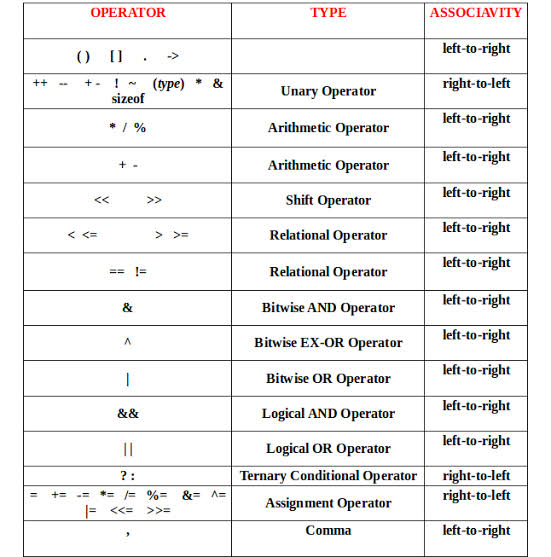 OPERATOR TYPE ASSOCIAVITY
( ) [ ] . -> left-to-right
++ -- + - ! ~ (type) * & sizeof Unary Operator right-to-left
* / % Arithmetic Operator left-to-right
+ - Arithmetic Operator left-to-right
<< >> Shift Operator left-to-right
< <= > >= Relational Operator left-to-right
== != Relational Operator left-to-right
& Bitwise AND Operator left-to-right
^ Bitwise EX-OR Operator left-to-right
| Bitwise OR Operator left-to-right
&& Logical AND Operator left-to-right
| | Logical OR Operator left-to-right
? : Ternary Conditional Operator right-to-left
= += -= *= /= %= &= ^= |= <<= >>= Assignment Operator right-to-left
, Comma left-to-right